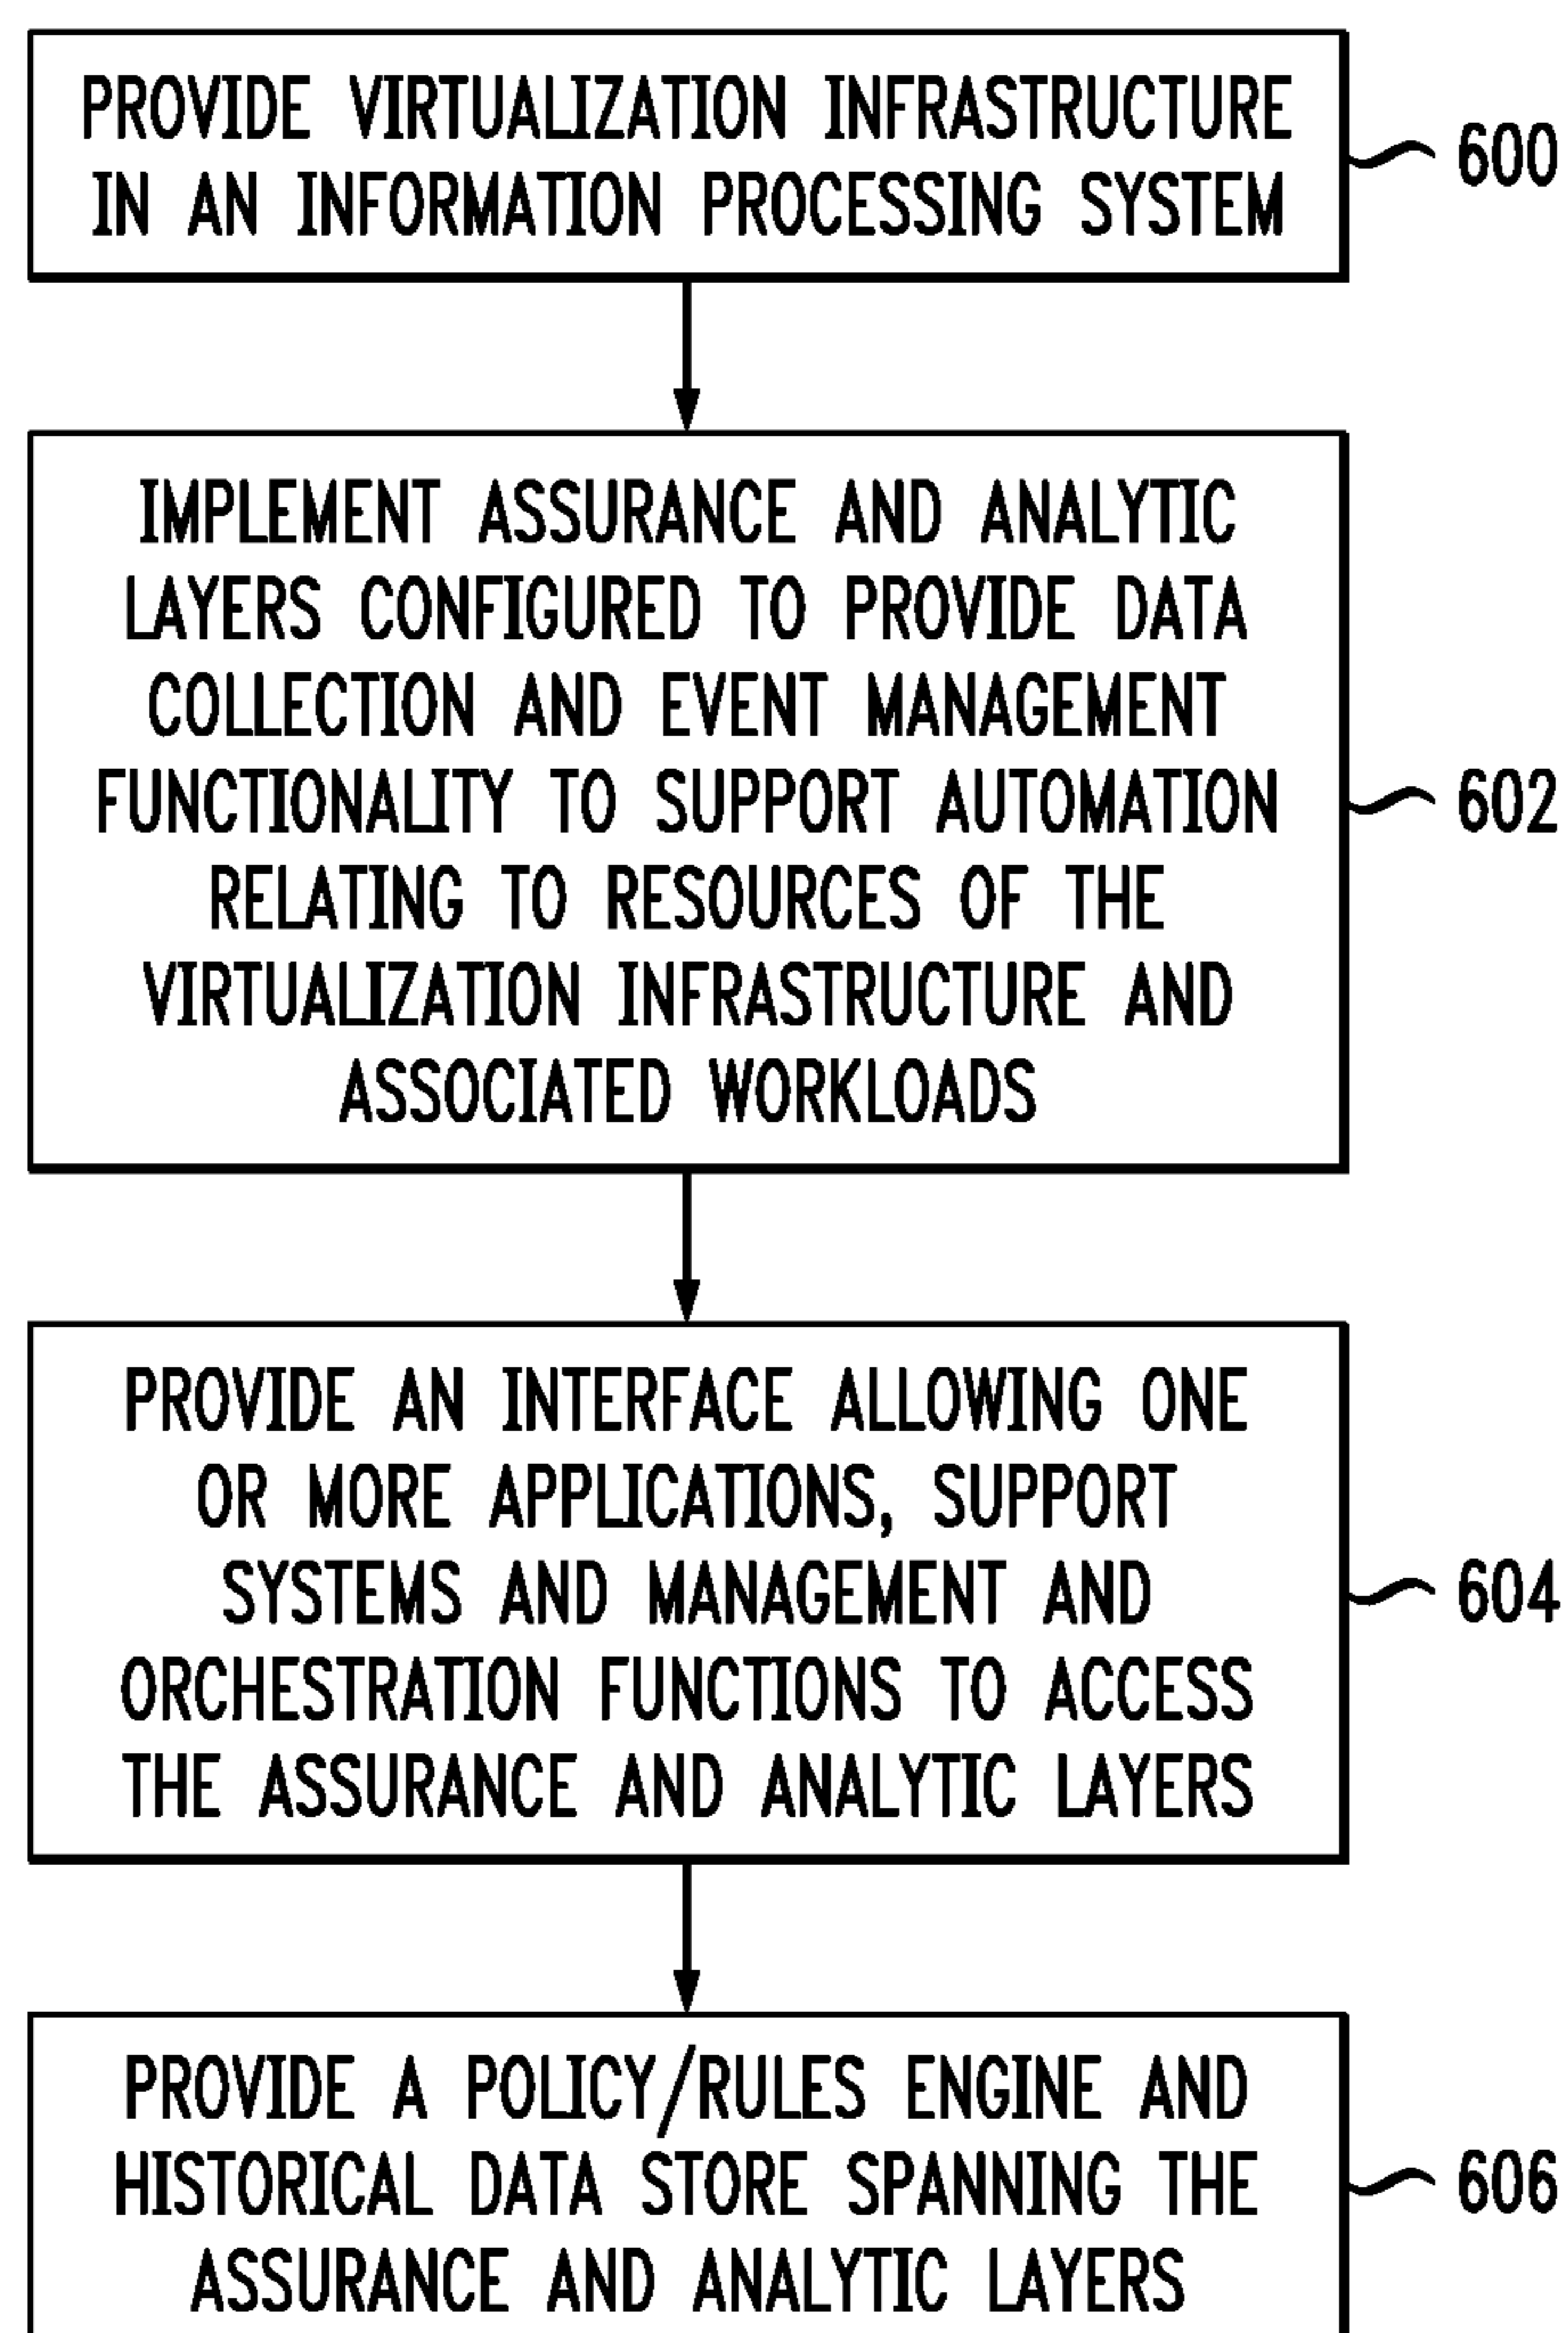 PROVIDE VIRTUALIZATION INFRASTRUCTURE
IN AN INFORMATION PROCESSING SYSTEM
600
IMPLEMENT ASSURANCE AND ANALYTIC
LAYERS CONFIGURED TO PROVIDE DATA
COLLECTION AND EVENT MANAGEMENT
FUNCTIONALITY TO SUPPORT AUTOMATION
RELATING TO RESOURCES OF THE
VIRTUALIZATION INFRASTRUCTURE AND
ASSOCIATED WORKLOADS
602
PROVIDE AN INTERFACE ALLOWING ONE
OR MORE APPLICATIONS, SUPPORT
SYSTEMS AND MANAGEMENT AND
ORCHESTRATION FUNCTIONS TO ACCESS
THE ASSURANCE AND ANALYTIC LAYERS
604
PROVIDE A POLICY/RULES ENGINE AND
HISTORICAL DATA STORE SPANNING THE
ASSURANCE AND ANALYTIC LAYERS
606